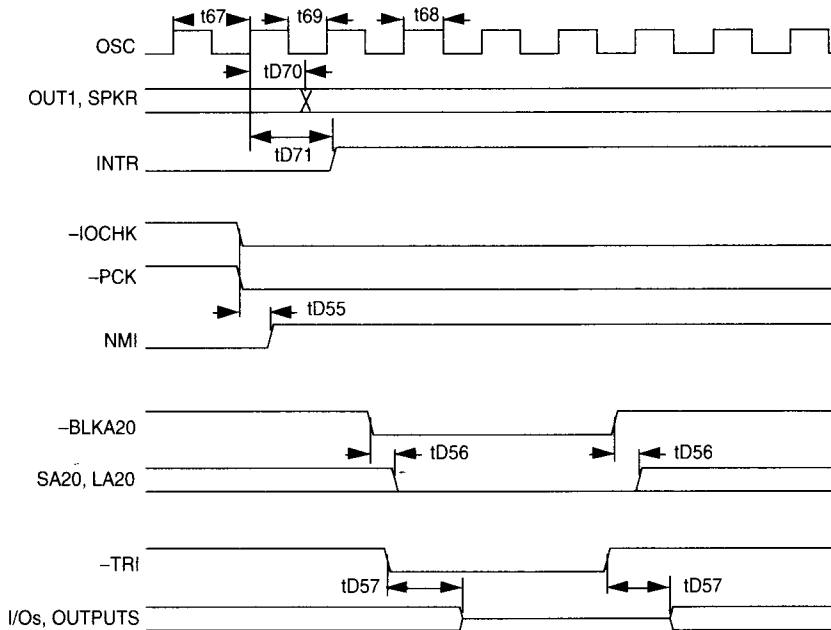 t67 t69 t68
OSC
tD70
OUT1, SPKR
tD71
INTR
–IOCHK
–PCK
tD55
NMI
–BLKA20
tD56 tD56
SA20, LA20
–TRI
tD57 tD57
I/Os, OUTPUTS